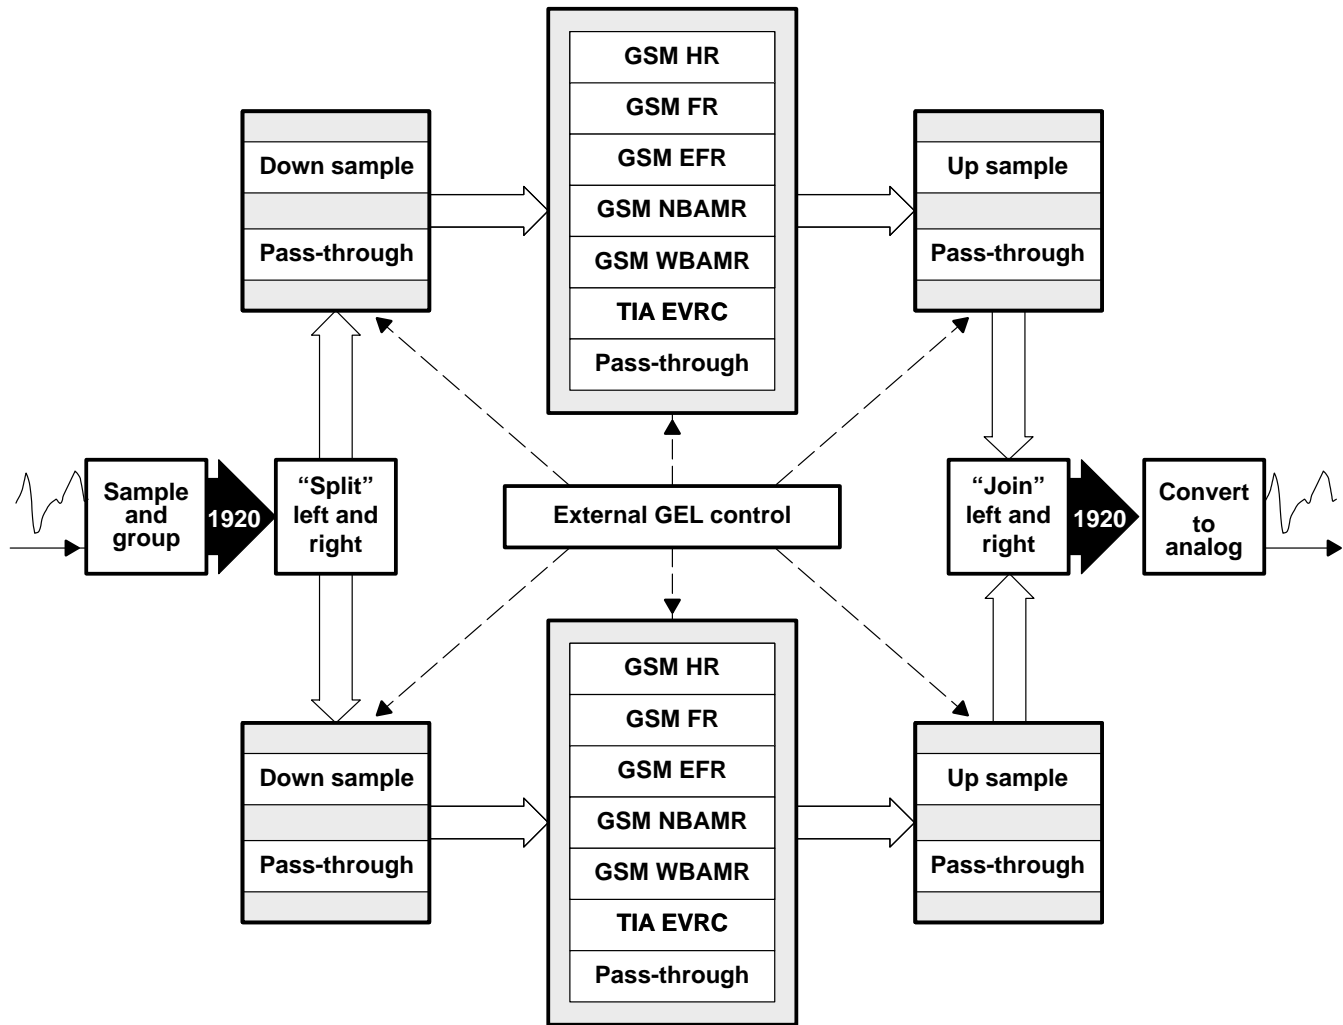 GSM HR
GSM FR
GSM EFR
GSM NBAMR
GSM WBAMR
TIA EVRC
Pass-through
Down sample
Pass-through
Up sample
Pass-through
Sample
and
group
1920
“Split”
left and
right
External GEL control
“Join”
left and
right
1920
Convert
to
analog
Down sample
Pass-through
GSM HR
GSM FR
GSM EFR
GSM NBAMR
GSM WBAMR
TIA EVRC
Pass-through
Up sample
Pass-through